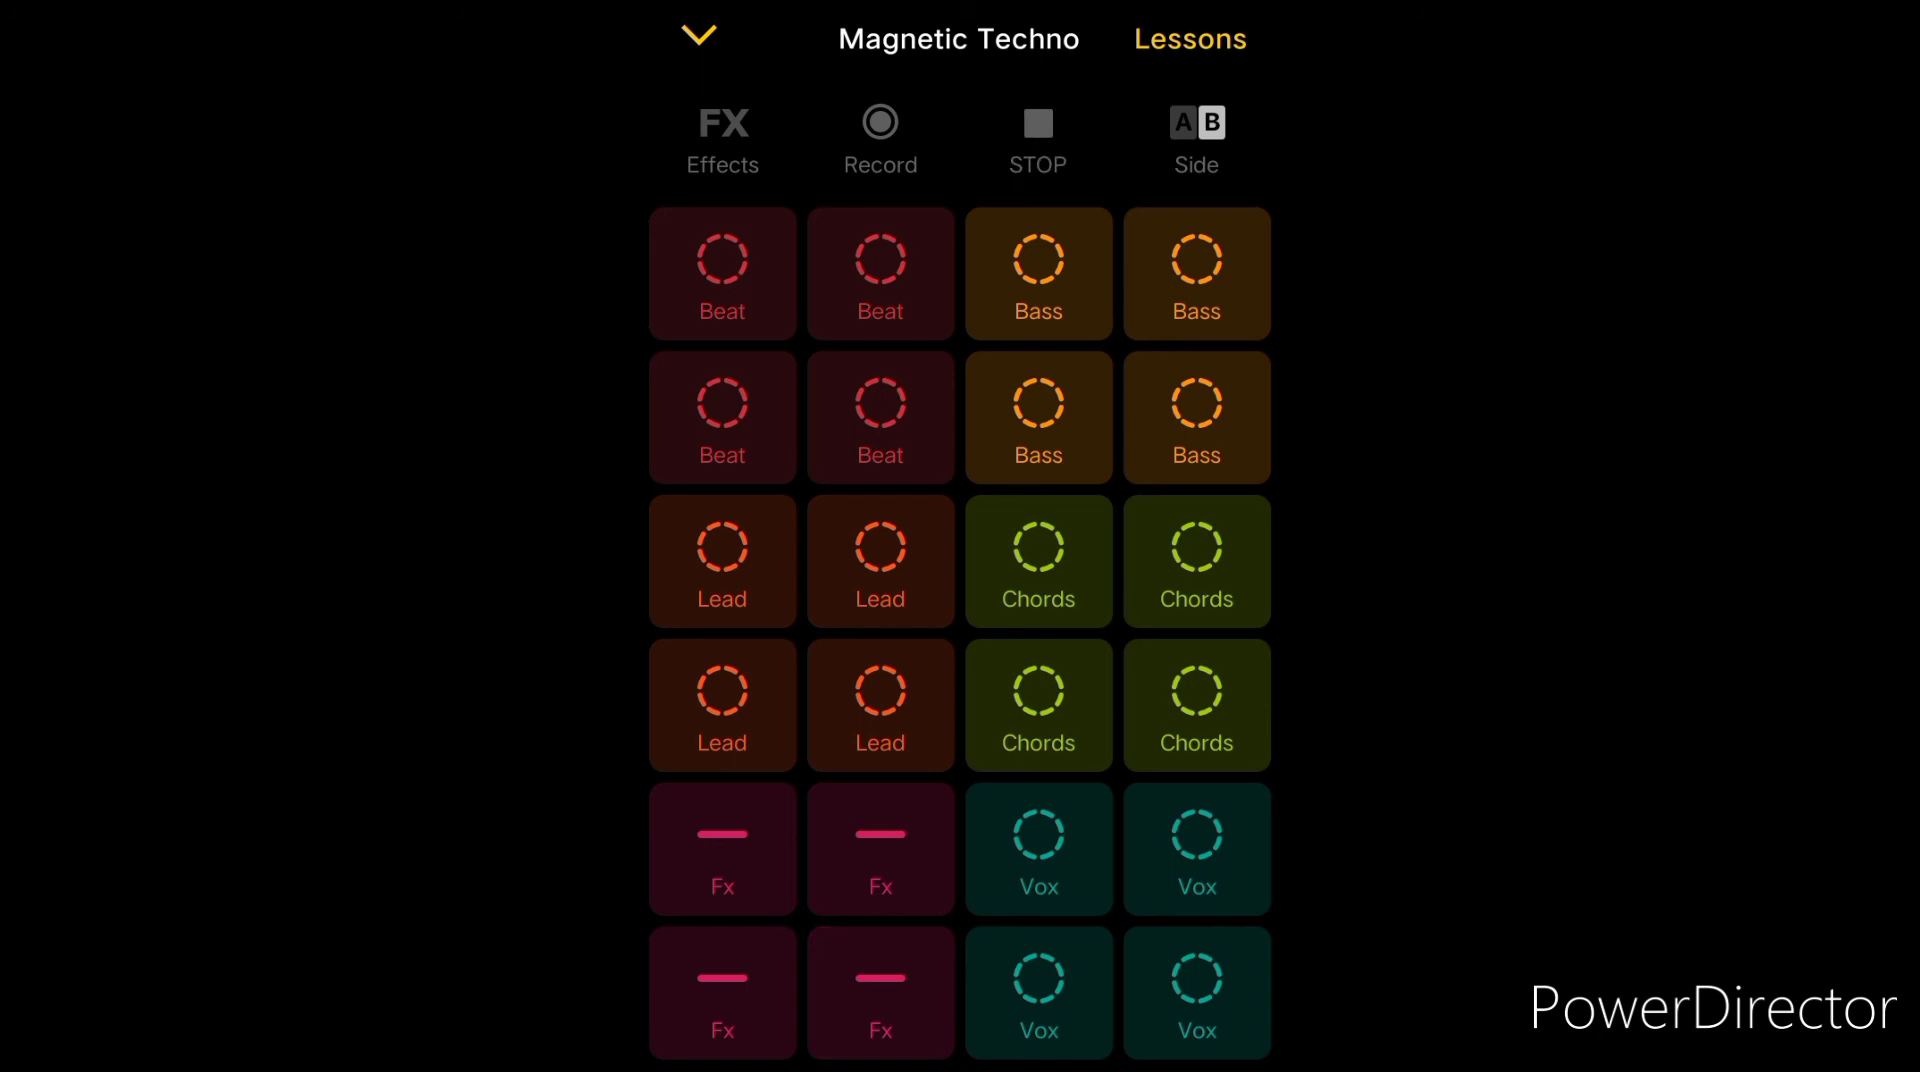 Magnetic Techno Lessons
FX
A B
Effects Record STOP Side
Beat Beat Bass Bass
Beat Beat Bass Bass
Lead Lead Chords Chords
Lead Lead Chords Chords
Fx Fx Vox Vox
Fx Fx Vox Vox
PowerDirector